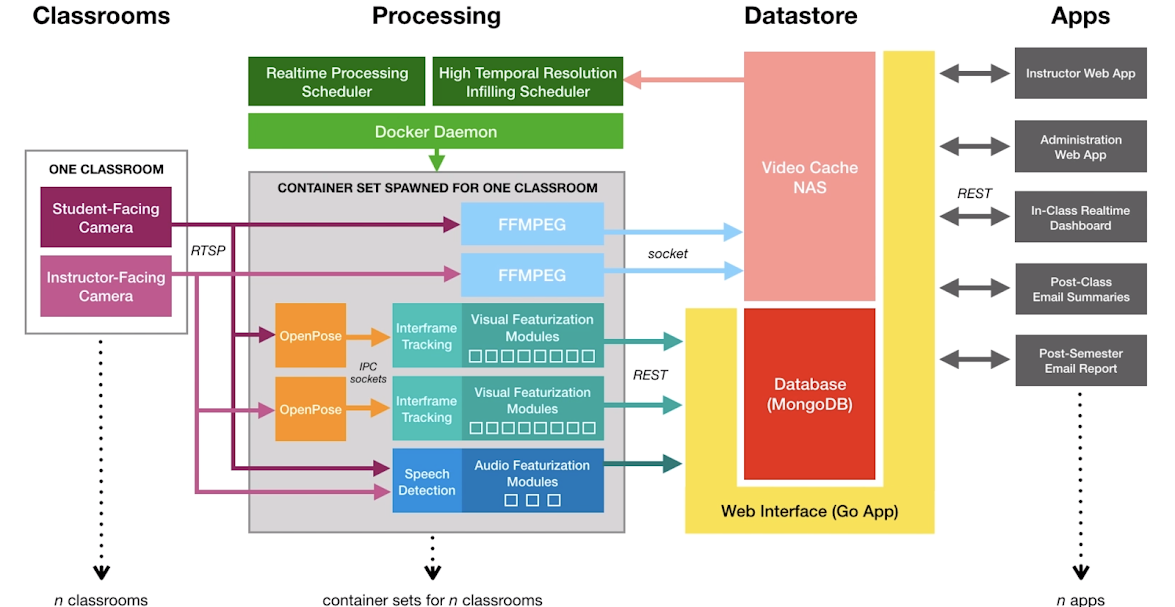 Classrooms
Processing
Datastore
Apps
Realtime Processing
Scheduler
High Temporal Resolution
Infilling Scheduler
Docker Daemon
ONE CLASSROOM
Student-Facing
Camera
Instructor-Facing
Camera
RTSP
CONTAINER SET SPAWNED FOR ONE CLASSROOM
FFMPEG
FFMPEG
socket
OpenPose
IPC
sockets
OpenPose
Interframe
Tracking
Visual Featurization
Modules
Interframe
Tracking
Visual Featurization
Modules
Speech
Detection
Audio Featurization
Modules
REST
Video Cache
NAS
Database
(MongoDB)
Web Interface (Go App)
REST
Instructor Web App
Administration
Web App
In-Class Realtime
Dashboard
Post-Class
Email Summaries
Post-Semester
Email Report
n classrooms
container sets for n classrooms
n apps